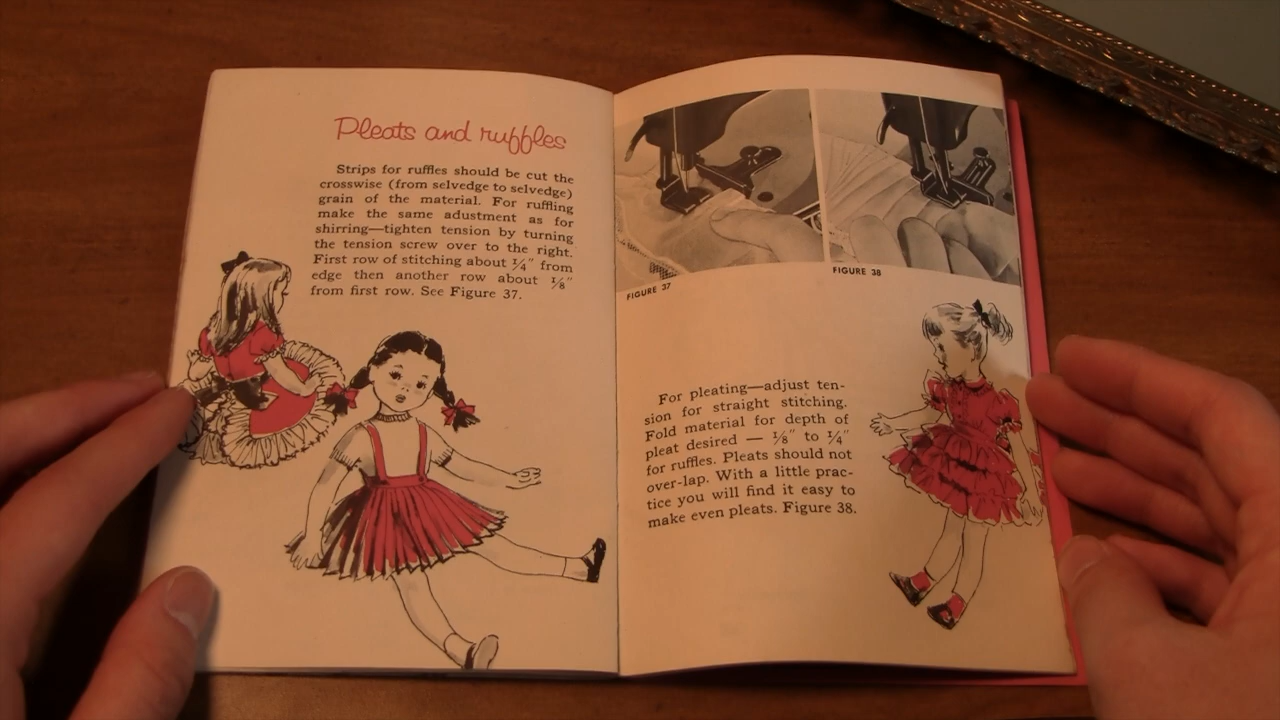 Pleats and ruffles
Strips for ruffles should be cut the
crosswise (from selvedge to selvedge)
grain of the material. For ruffling
make the same adustment as for
shirring—tighten tension by turning
the tension screw over to the right.
First row of stitching about 1/4" from
edge then another row about 1/8"
from first row. See Figure 37.
FIGURE 37
FIGURE 38
For pleating—adjust ten-
sion for straight stitching.
Fold material for depth of
pleat desired — 1/8" to 1/4"
for ruffles. Pleats should not
over-lap. With a little prac-
tice you will find it easy to
make even pleats. Figure 38.